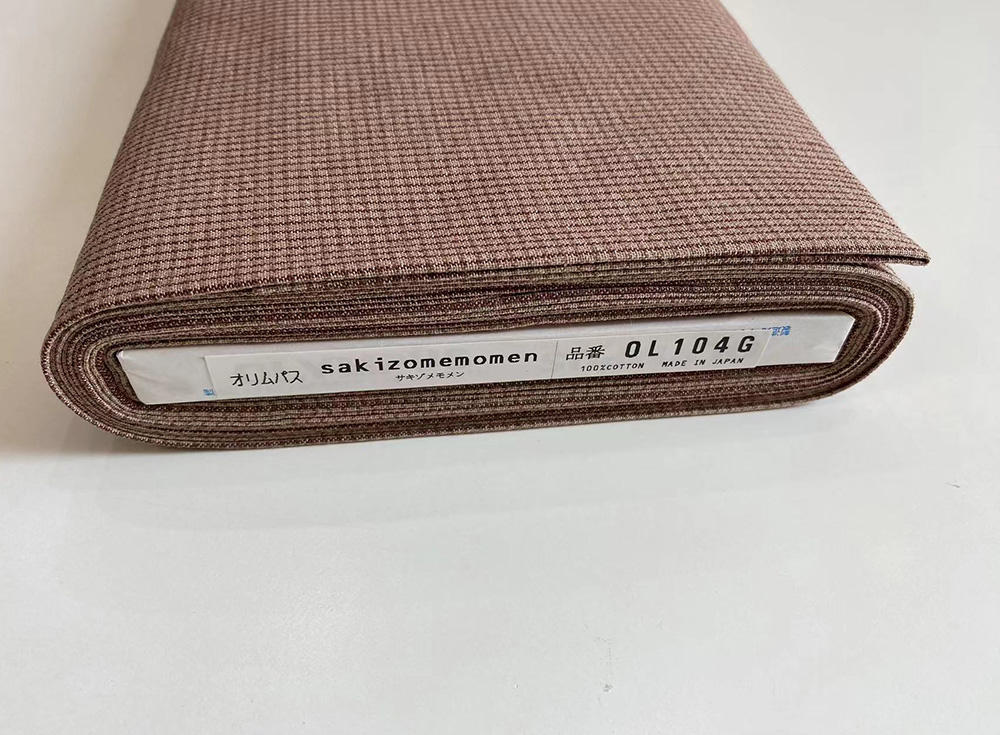 オリムパス sakizomemomen 品番 OL104G
サキゾメモメン 100%COTTON MADE IN JAPAN